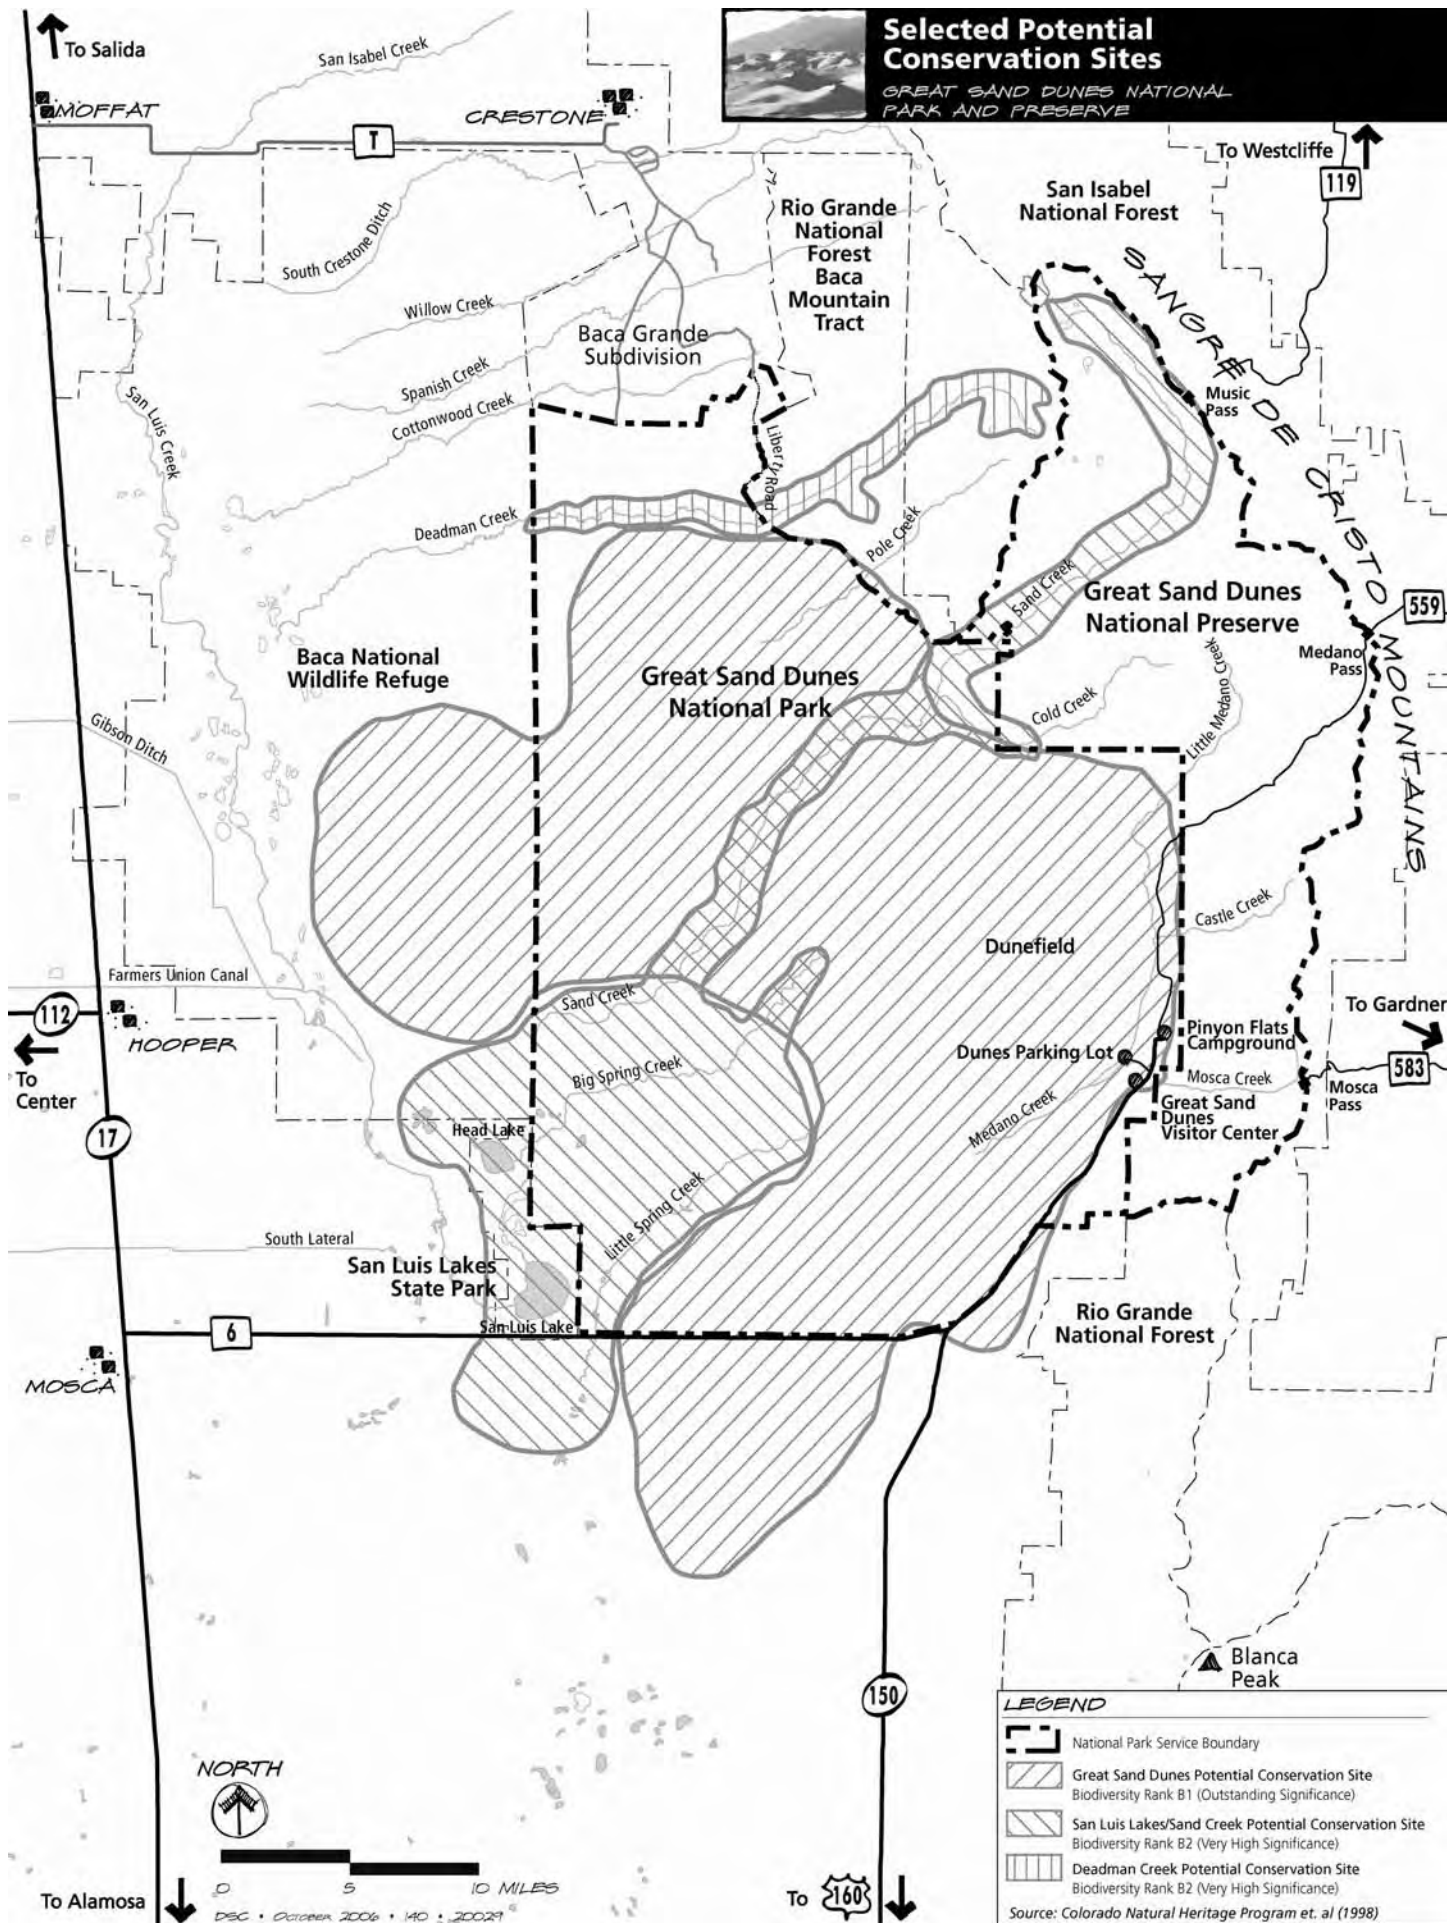 Selected Potential
Conservation Sites
GREAT SAND DUNES NATIONAL
PARK AND PRESERVE
To Salida
San Isabel Creek
MOFFAT
CRESTONE
T
To Westcliffe
119
San Isabel
National Forest
Rio Grande
National
Forest
Baca
Mountain
Tract
South Crestone Ditch
Willow Creek
Baca Grande
Subdivision
SANGRE DE CRISTO MOUNTAINS
Spanish Creek
Cottonwood Creek
San Luis Creek
Music
Pass
Liberty Road
Deadman Creek
Pole Creek
Sand Creek
Great Sand Dunes
National Preserve
559
Medano
Pass
Baca National
Wildlife Refuge
Great Sand Dunes
National Park
Little Medano Creek
Cold Creek
Gibson Ditch
Castle Creek
Dunefield
Farmers Union Canal
Sand Creek
112
HOOPER
To
Center
To Gardner
Pinyon Flats
Campground
Dunes Parking Lot
Big Spring Creek
Mosca Creek
583
Mosca
Pass
Great Sand
Dunes
Visitor Center
Medano Creek
17
Head Lake
Little Spring Creek
South Lateral
San Luis Lakes
State Park
San Luis Lake
6
Rio Grande
National Forest
MOSCA
Blanca
Peak
150
NORTH
0 5 10 MILES
To Alamosa
DSC • OCTOBER 2006 • 140 • 20029
To 160
LEGEND
National Park Service Boundary
Great Sand Dunes Potential Conservation Site
Biodiversity Rank B1 (Outstanding Significance)
San Luis Lakes/Sand Creek Potential Conservation Site
Biodiversity Rank B2 (Very High Significance)
Deadman Creek Potential Conservation Site
Biodiversity Rank B2 (Very High Significance)
Source: Colorado Natural Heritage Program et. al (1998)